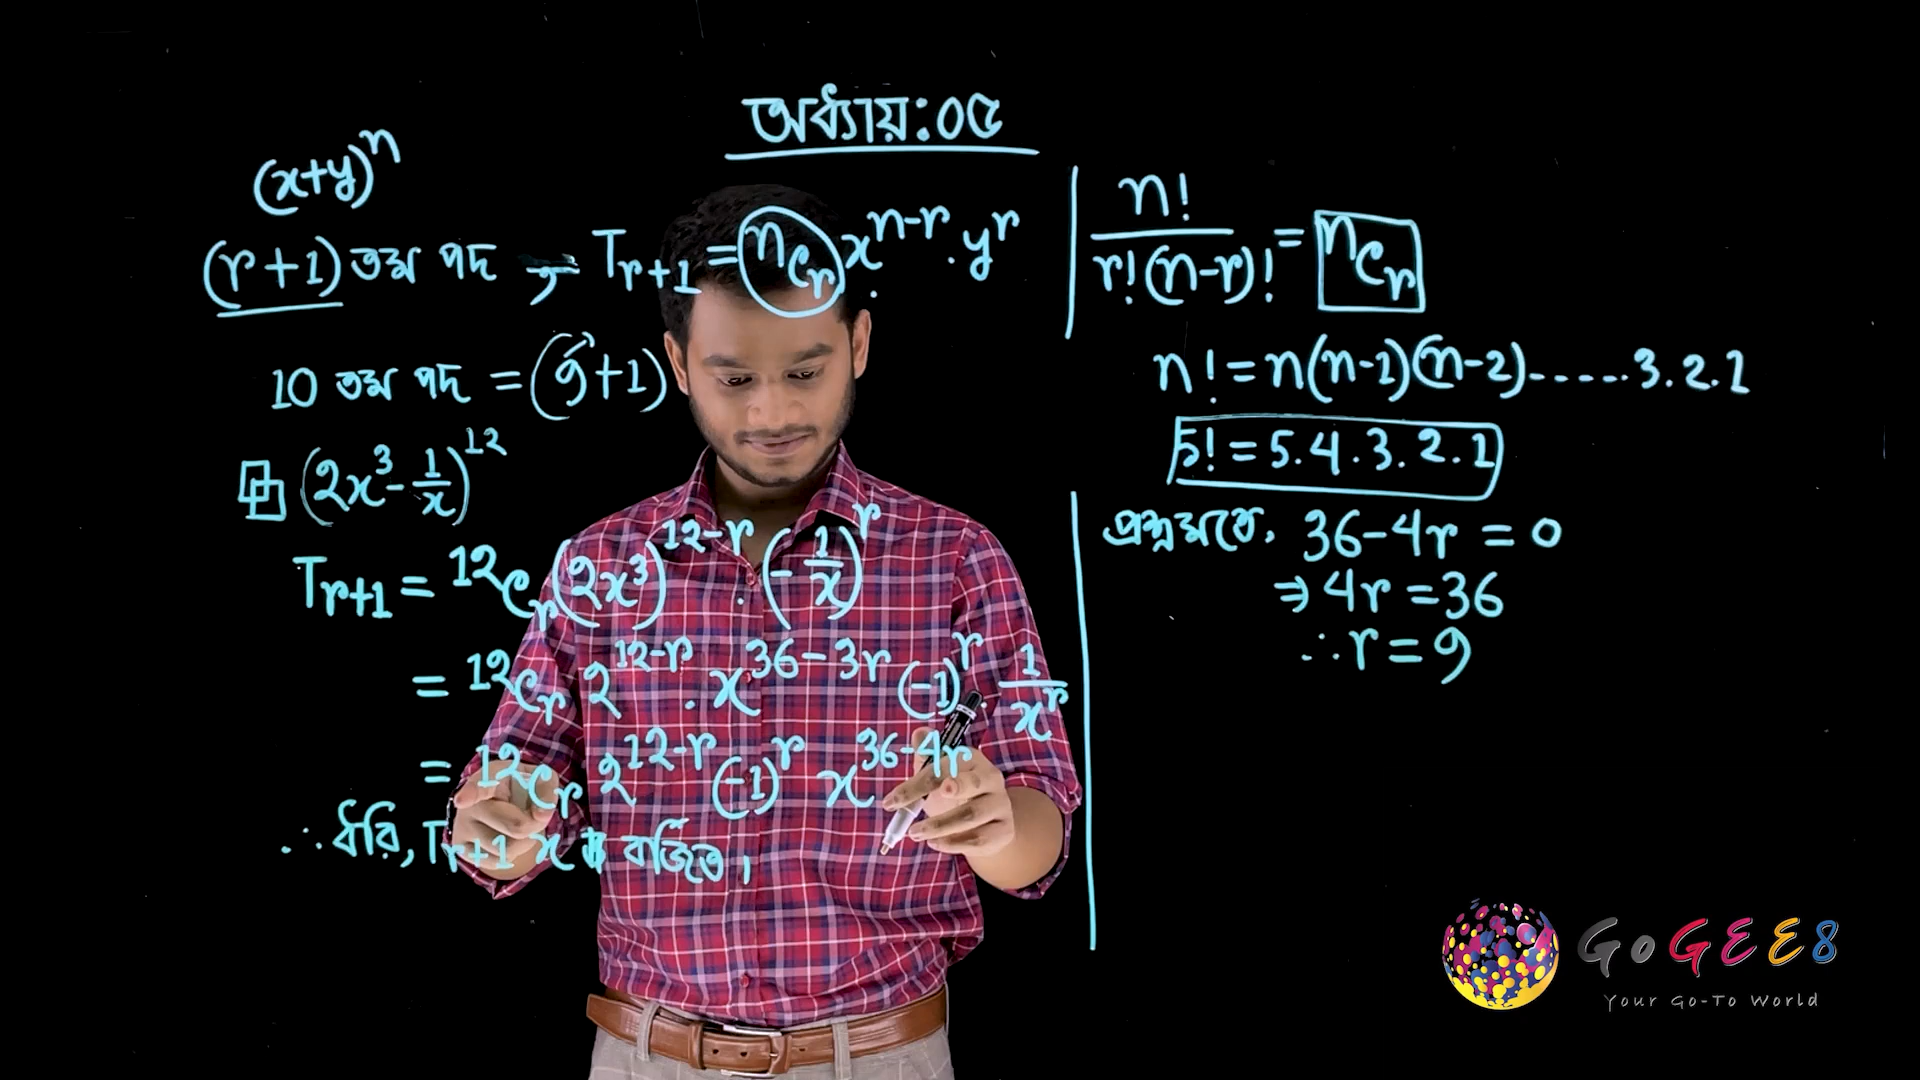 অধ্যায়:০৫
(x+y)^n
(r+1) তম পদ, T_{r+1} = ^nC_r x^{n-r}.y^r
10 তম পদ = (9+1)
(2x^3 - 1/x)^{12}
T_{r+1} = ^{12}C_r (2x^3)^{12-r} . (-1/x)^r
= ^{12}C_r 2^{12-r} . x^{36-3r} (-1)^r . 1/x^r
= ^{12}C_r 2^{12-r} (-1)^r x^{36-4r}
∴ ধরি, T_{r+1} x বর্জিত।
n!/r!(n-r)! = ^nC_r
n! = n(n-1)(n-2)......3.2.1
5! = 5.4.3.2.1
প্রশ্নমতে, 36-4r = 0
⇒ 4r = 36
∴ r = 9
GoGEE8
Your Go-To World